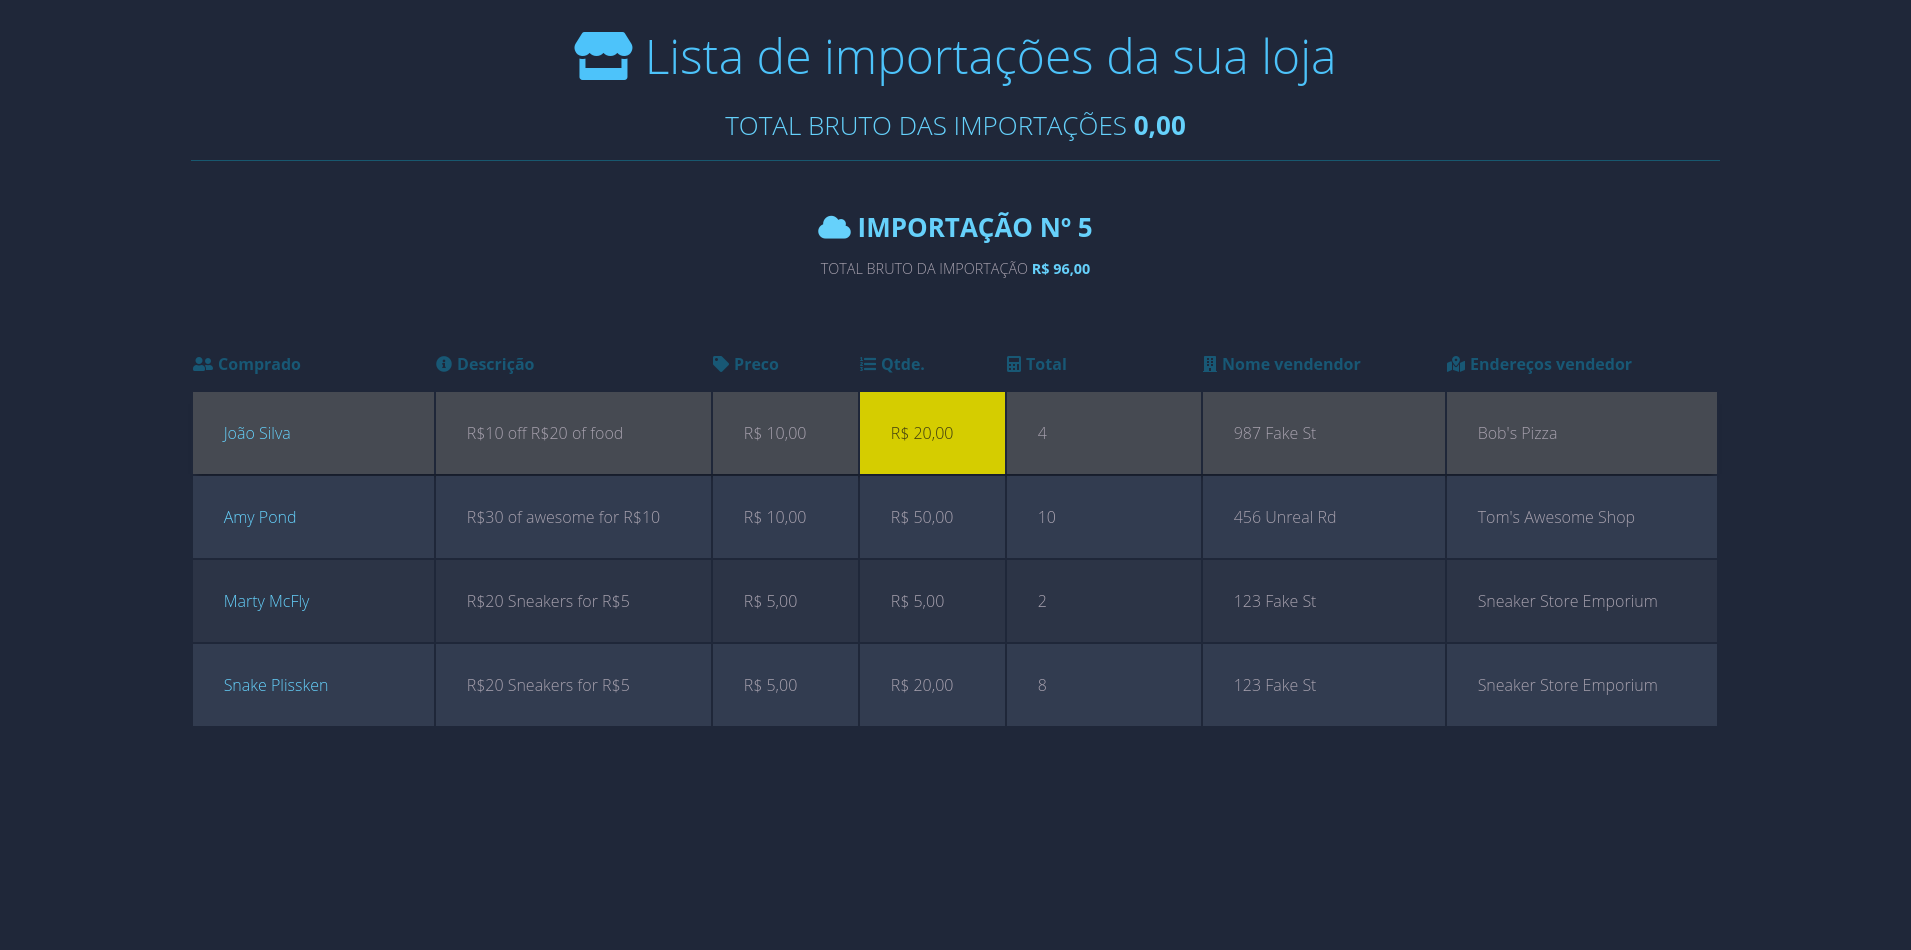 Lista de importações da sua loja
TOTAL BRUTO DAS IMPORTAÇÕES 0,00
IMPORTAÇÃO Nº 5
TOTAL BRUTO DA IMPORTAÇÃO R$ 96,00
Comprado Descrição Preco Qtde. Total Nome vendendor Endereços vendedor
João Silva R$10 off R$20 of food R$ 10,00 R$ 20,00 4 987 Fake St Bob's Pizza
Amy Pond R$30 of awesome for R$10 R$ 10,00 R$ 50,00 10 456 Unreal Rd Tom's Awesome Shop
Marty McFly R$20 Sneakers for R$5 R$ 5,00 R$ 5,00 2 123 Fake St Sneaker Store Emporium
Snake Plissken R$20 Sneakers for R$5 R$ 5,00 R$ 20,00 8 123 Fake St Sneaker Store Emporium